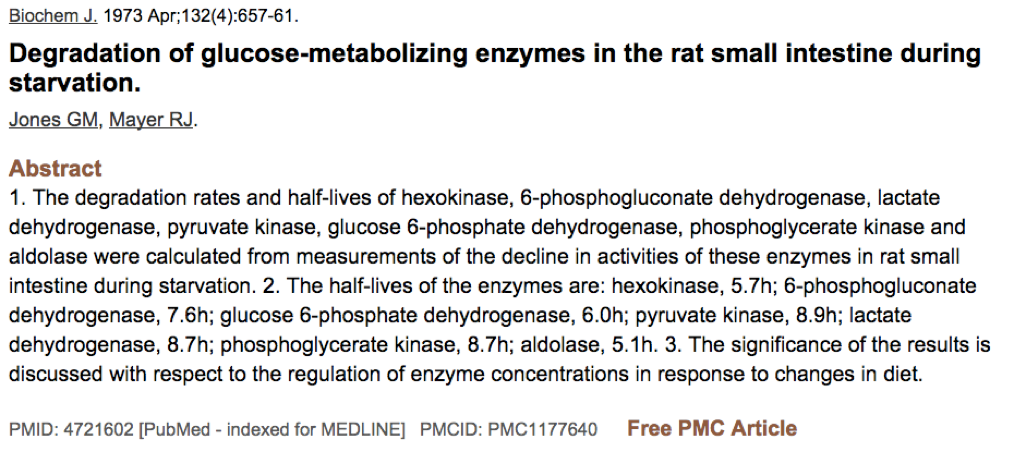 Biochem J. 1973 Apr;132(4):657-61.
Degradation of glucose-metabolizing enzymes in the rat small intestine during
starvation.
Jones GM, Mayer RJ.
Abstract
1. The degradation rates and half-lives of hexokinase, 6-phosphogluconate dehydrogenase, lactate
dehydrogenase, pyruvate kinase, glucose 6-phosphate dehydrogenase, phosphoglycerate kinase and
aldolase were calculated from measurements of the decline in activities of these enzymes in rat small
intestine during starvation. 2. The half-lives of the enzymes are: hexokinase, 5.7h; 6-phosphogluconate
dehydrogenase, 7.6h; glucose 6-phosphate dehydrogenase, 6.0h; pyruvate kinase, 8.9h; lactate
dehydrogenase, 8.7h; phosphoglycerate kinase, 8.7h; aldolase, 5.1h. 3. The significance of the results is
discussed with respect to the regulation of enzyme concentrations in response to changes in diet.
PMID: 4721602 [PubMed - indexed for MEDLINE] PMCID: PMC1177640 Free PMC Article